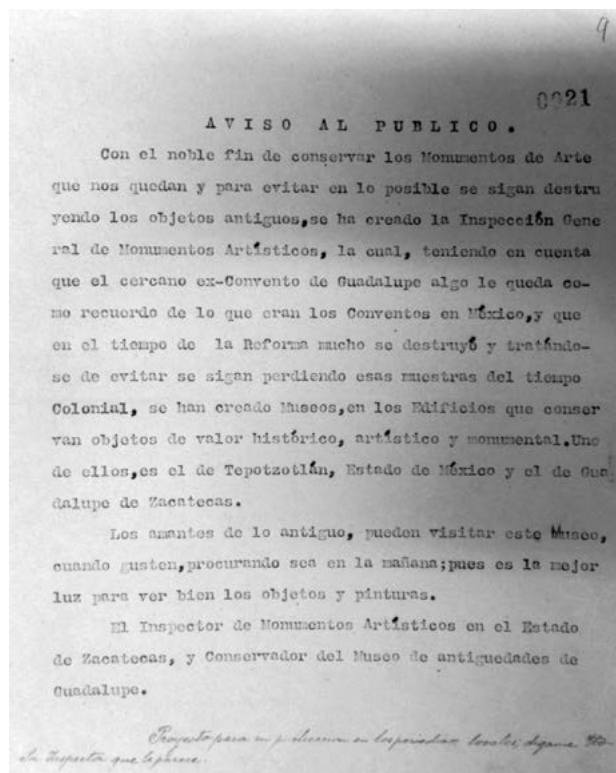 9
0021
AVISO AL PUBLICO.
Con el noble fin de conservar los Monumentos de Arte
que nos quedan y para evitar en lo posible se sigan destru
yendo los objetos antiguos,se ha creado la Inspección Gene
ral de Monumentos Artísticos, la cual, teniendo en cuenta
que el cercano ex-Convento de Guadalupe algo le queda co-
mo recuerdo de lo que eran los Conventos en México,y que
en el tiempo de la Reforma mucho se destruyó y tratándo-
se de evitar se sigan perdiendo esas muestras del tiempo
Colonial, se han creado Museos,en los Edificios que conser
van objetos de valor histórico, artístico y monumental.Uno
de ellos,es el de Tepotzotlán, Estado de México y el de Gua
dalupe de Zacatecas.
Los amantes de lo antiguo, pueden visitar este Museo,
cuando gusten,procurando sea en la mañana;pues es la mejor
luz para ver bien los objetos y pinturas.
El Inspector de Monumentos Artísticos en el Estado
de Zacatecas, y Conservador del Museo de antiguedades de
Guadalupe.
Proyecto para su en los periodicos locales, digame
Inspector que le parece.